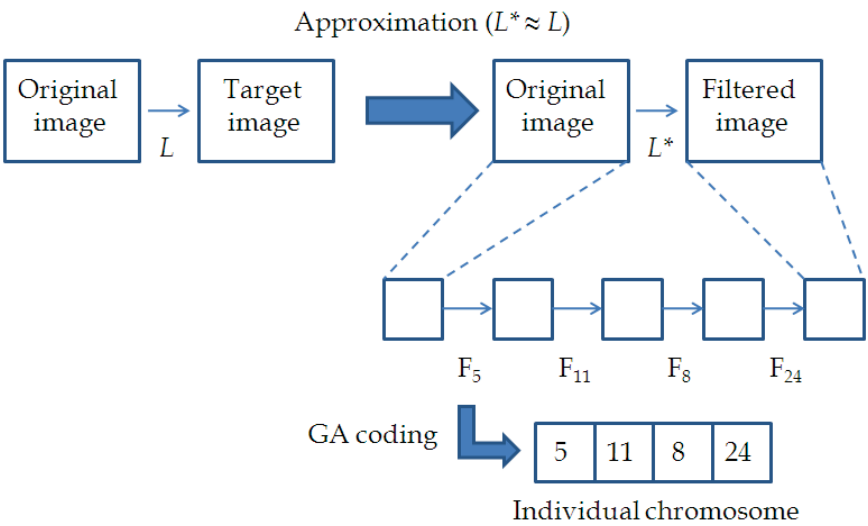 Approximation (L* ≈ L)
Original image
L
Target image
Original image
L*
Filtered image
F5
F11
F8
F24
GA coding
5 11 8 24
Individual chromosome